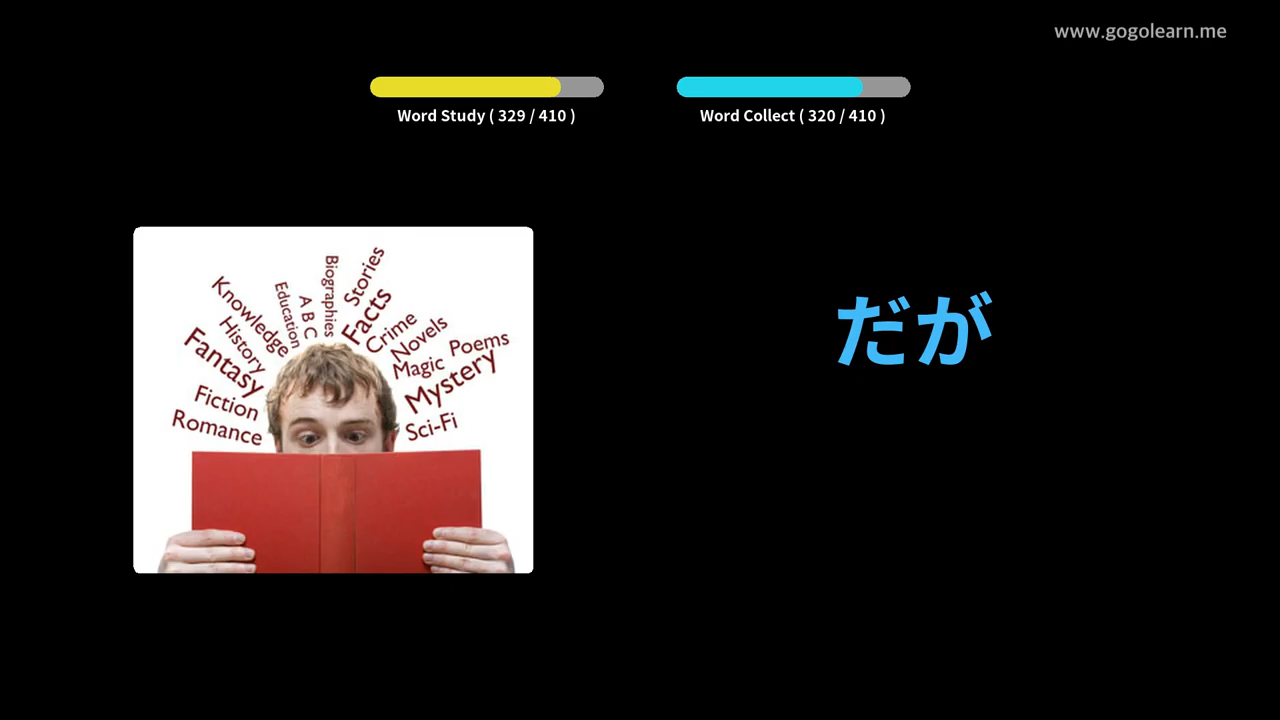 www.gogolearn.me
Word Study ( 329 / 410 )
Word Collect ( 320 / 410 )
Biographies
Stories
Knowledge
Education
A B C
Facts
Crime
History
Novels
Fantasy
Magic
Poems
Mystery
Fiction
Romance
Sci-Fi
だが